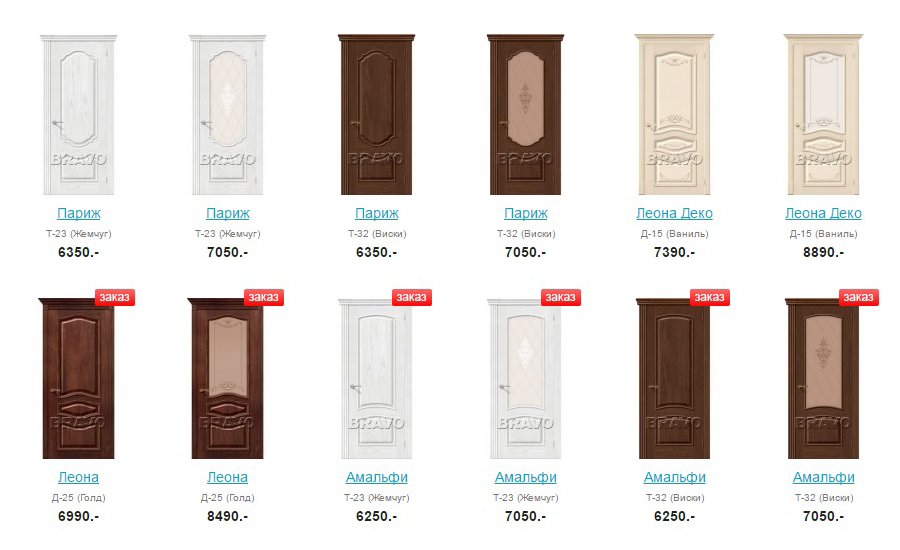 BRAVO BRAVO BRAVO BRAVO BRAVO BRAVO
Париж Париж Париж Париж Леона Деко Леона Деко
Т-23 (Жемчуг) Т-23 (Жемчуг) Т-32 (Виски) Т-32 (Виски) Д-15 (Ваниль) Д-15 (Ваниль)
6350.- 7050.- 6350.- 7050.- 7390.- 8890.-
заказ заказ заказ заказ заказ заказ
BRAVO BRAVO BRAVO BRAVO BRAVO BRAVO
Леона Леона Амальфи Амальфи Амальфи Амальфи
Д-25 (Голд) Д-25 (Голд) Т-23 (Жемчуг) Т-23 (Жемчуг) Т-32 (Виски) Т-32 (Виски)
6990.- 8490.- 6250.- 7050.- 6250.- 7050.-